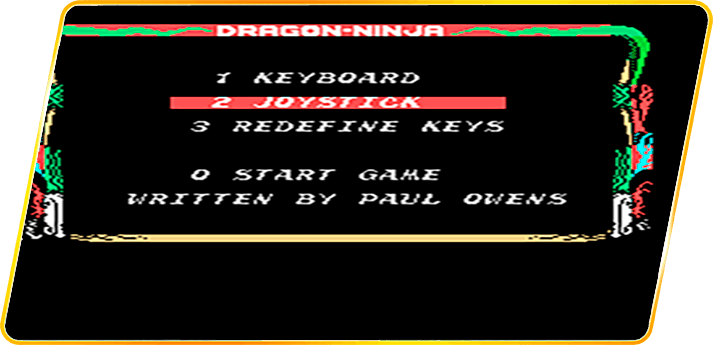 DRAGON·NINJA
1 KEYBOARD
2 JOYSTICK
3 REDEFINE KEYS
0 START GAME
WRITTEN BY PAUL OWENS